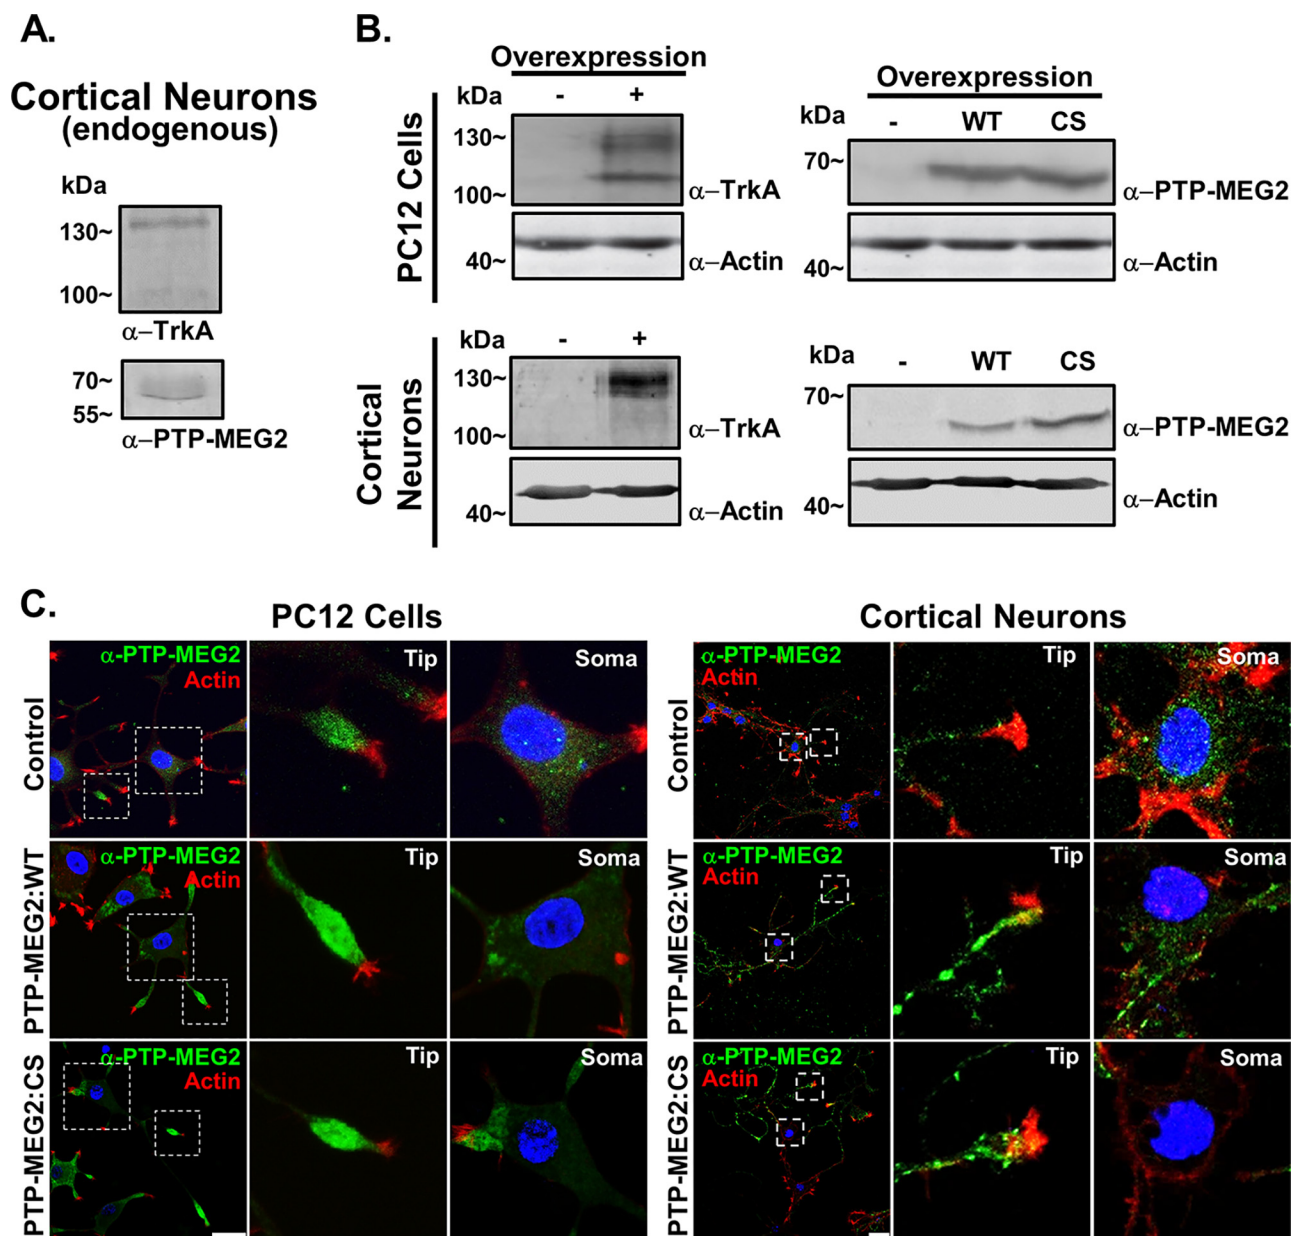 A.
Cortical Neurons
(endogenous)
kDa
130~
100~
α–TrkA
70~
55~
α–PTP-MEG2
B.
PC12 Cells
Overexpression
kDa - +
130~
100~
α–TrkA
40~
α–Actin
Overexpression
kDa - WT CS
70~
α–PTP-MEG2
40~
α–Actin
Cortical
Neurons
kDa - +
130~
100~
α–TrkA
40~
α–Actin
kDa - WT CS
70~
α–PTP-MEG2
40~
α–Actin
C.
PC12 Cells
Control
α-PTP-MEG2
Actin
Tip
Soma
PTP-MEG2:WT
α-PTP-MEG2
Actin
Tip
Soma
PTP-MEG2:CS
α-PTP-MEG2
Actin
Tip
Soma
Cortical Neurons
Control
α-PTP-MEG2
Actin
Tip
Soma
PTP-MEG2:WT
α-PTP-MEG2
Actin
Tip
Soma
PTP-MEG2:CS
α-PTP-MEG2
Actin
Tip
Soma